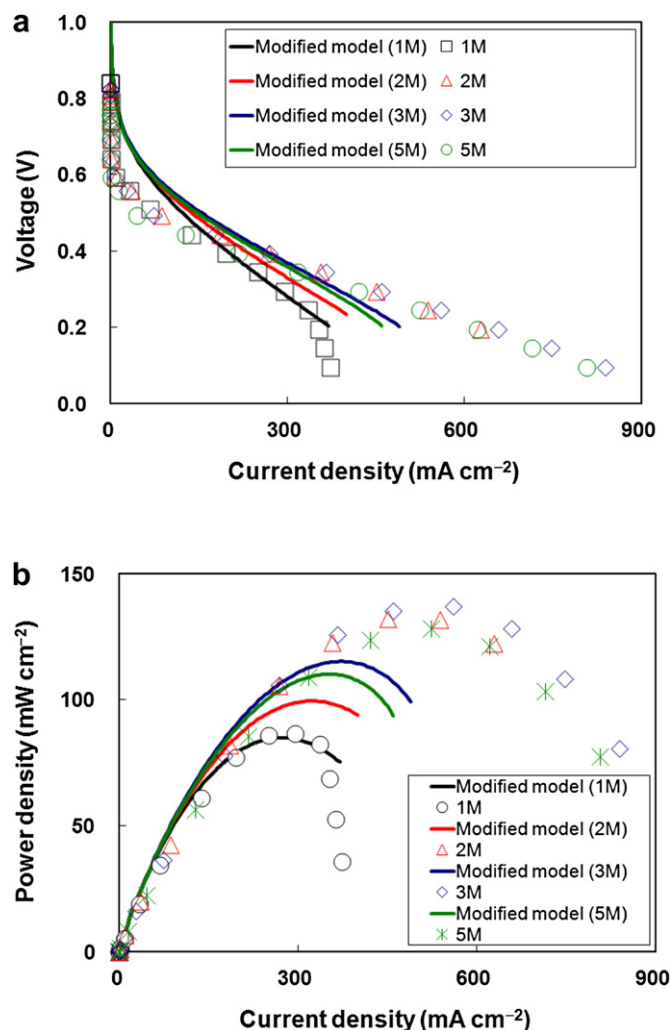 a
1.0
0.8
0.6
0.4
0.2
0.0
Voltage (V)
Modified model (1M) 1M
Modified model (2M) 2M
Modified model (3M) 3M
Modified model (5M) 5M
0 300 600 900
Current density (mA cm⁻²)
b
150
100
50
0
Power density (mW cm⁻²)
Modified model (1M)
1M
Modified model (2M)
2M
Modified model (3M)
3M
Modified model (5M)
5M
0 300 600 900
Current density (mA cm⁻²)